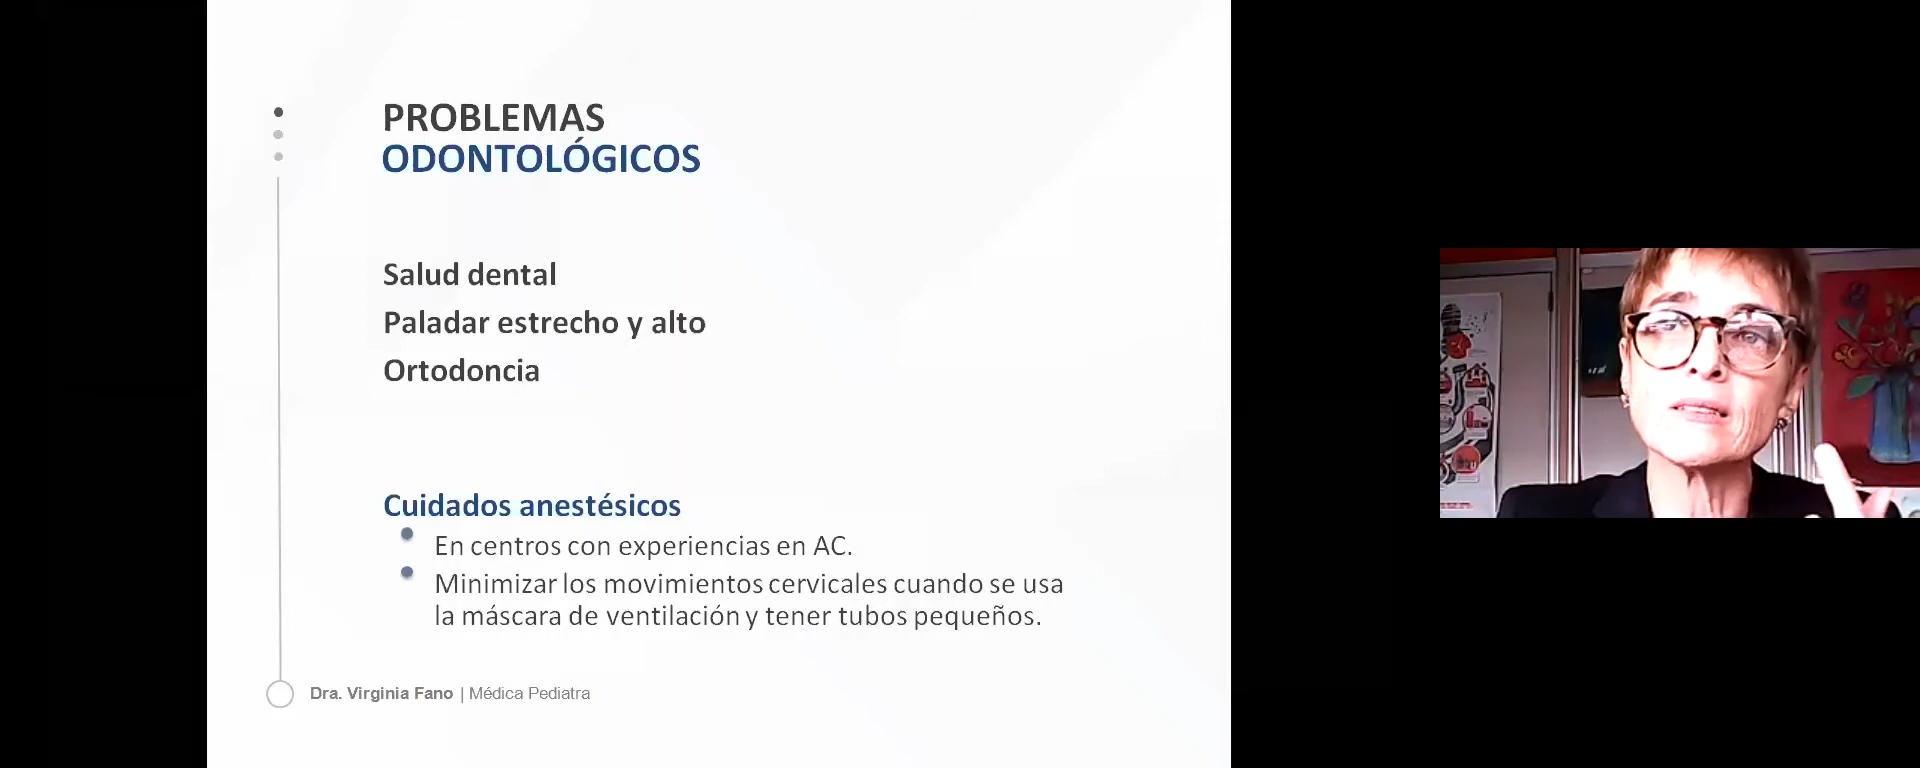 PROBLEMAS
ODONTOLÓGICOS
Salud dental
Paladar estrecho y alto
Ortodoncia
Cuidados anestésicos
En centros con experiencias en AC.
Minimizar los movimientos cervicales cuando se usa
la máscara de ventilación y tener tubos pequeños.
Dra. Virginia Fano | Médica Pediatra